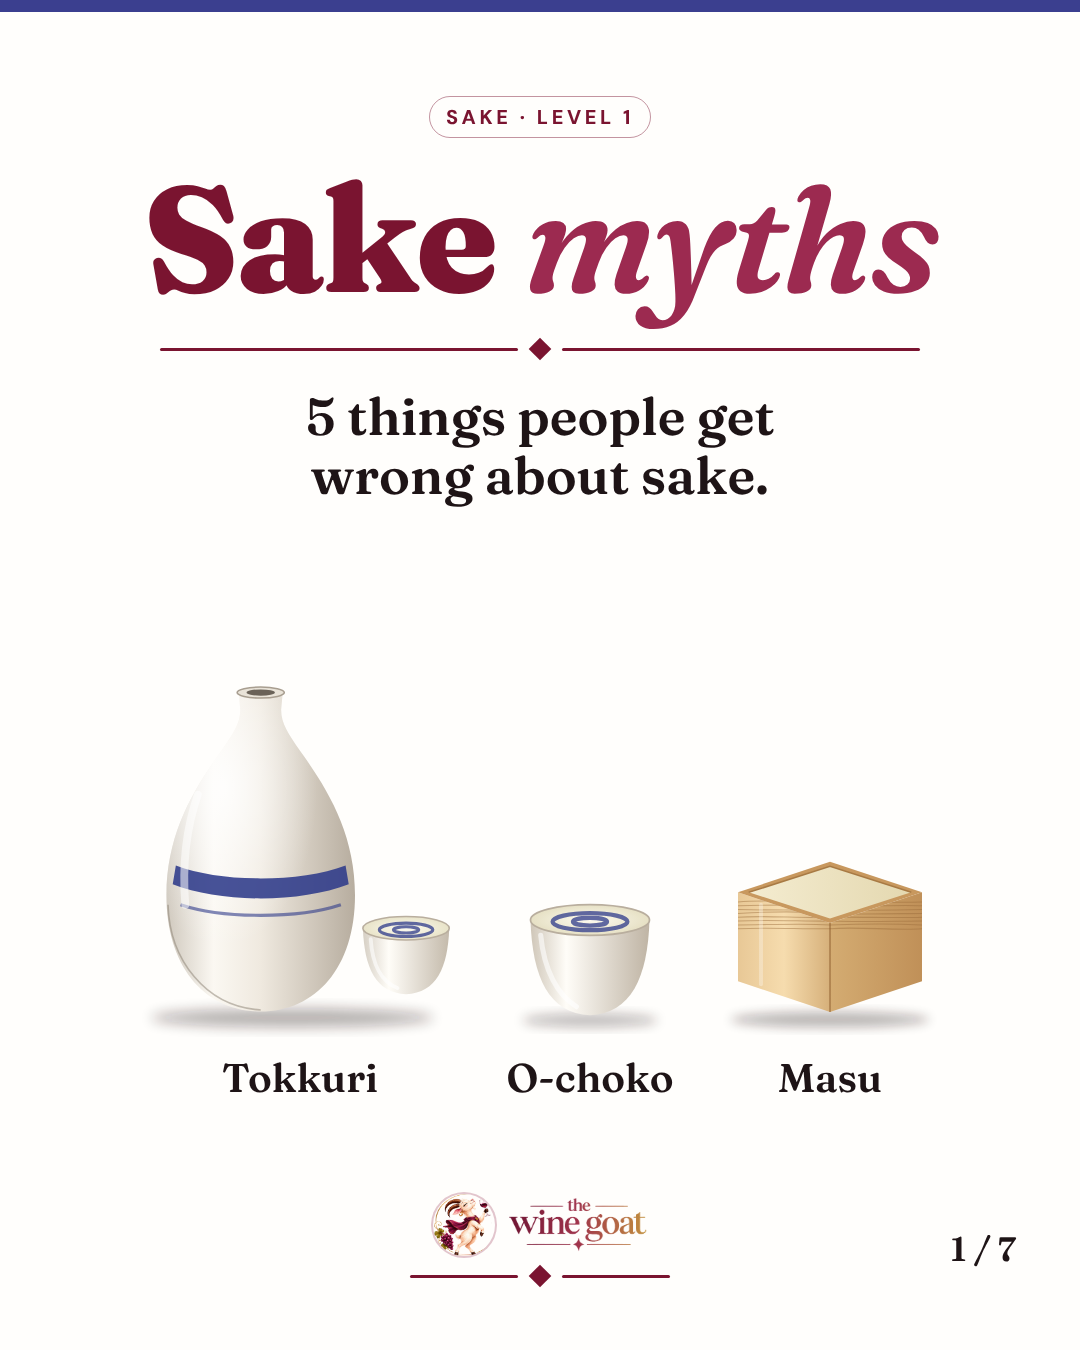 SAKE · LEVEL 1
Sake myths
5 things people get
wrong about sake.
Tokkuri
O-choko
Masu
the
wine goat
1 / 7